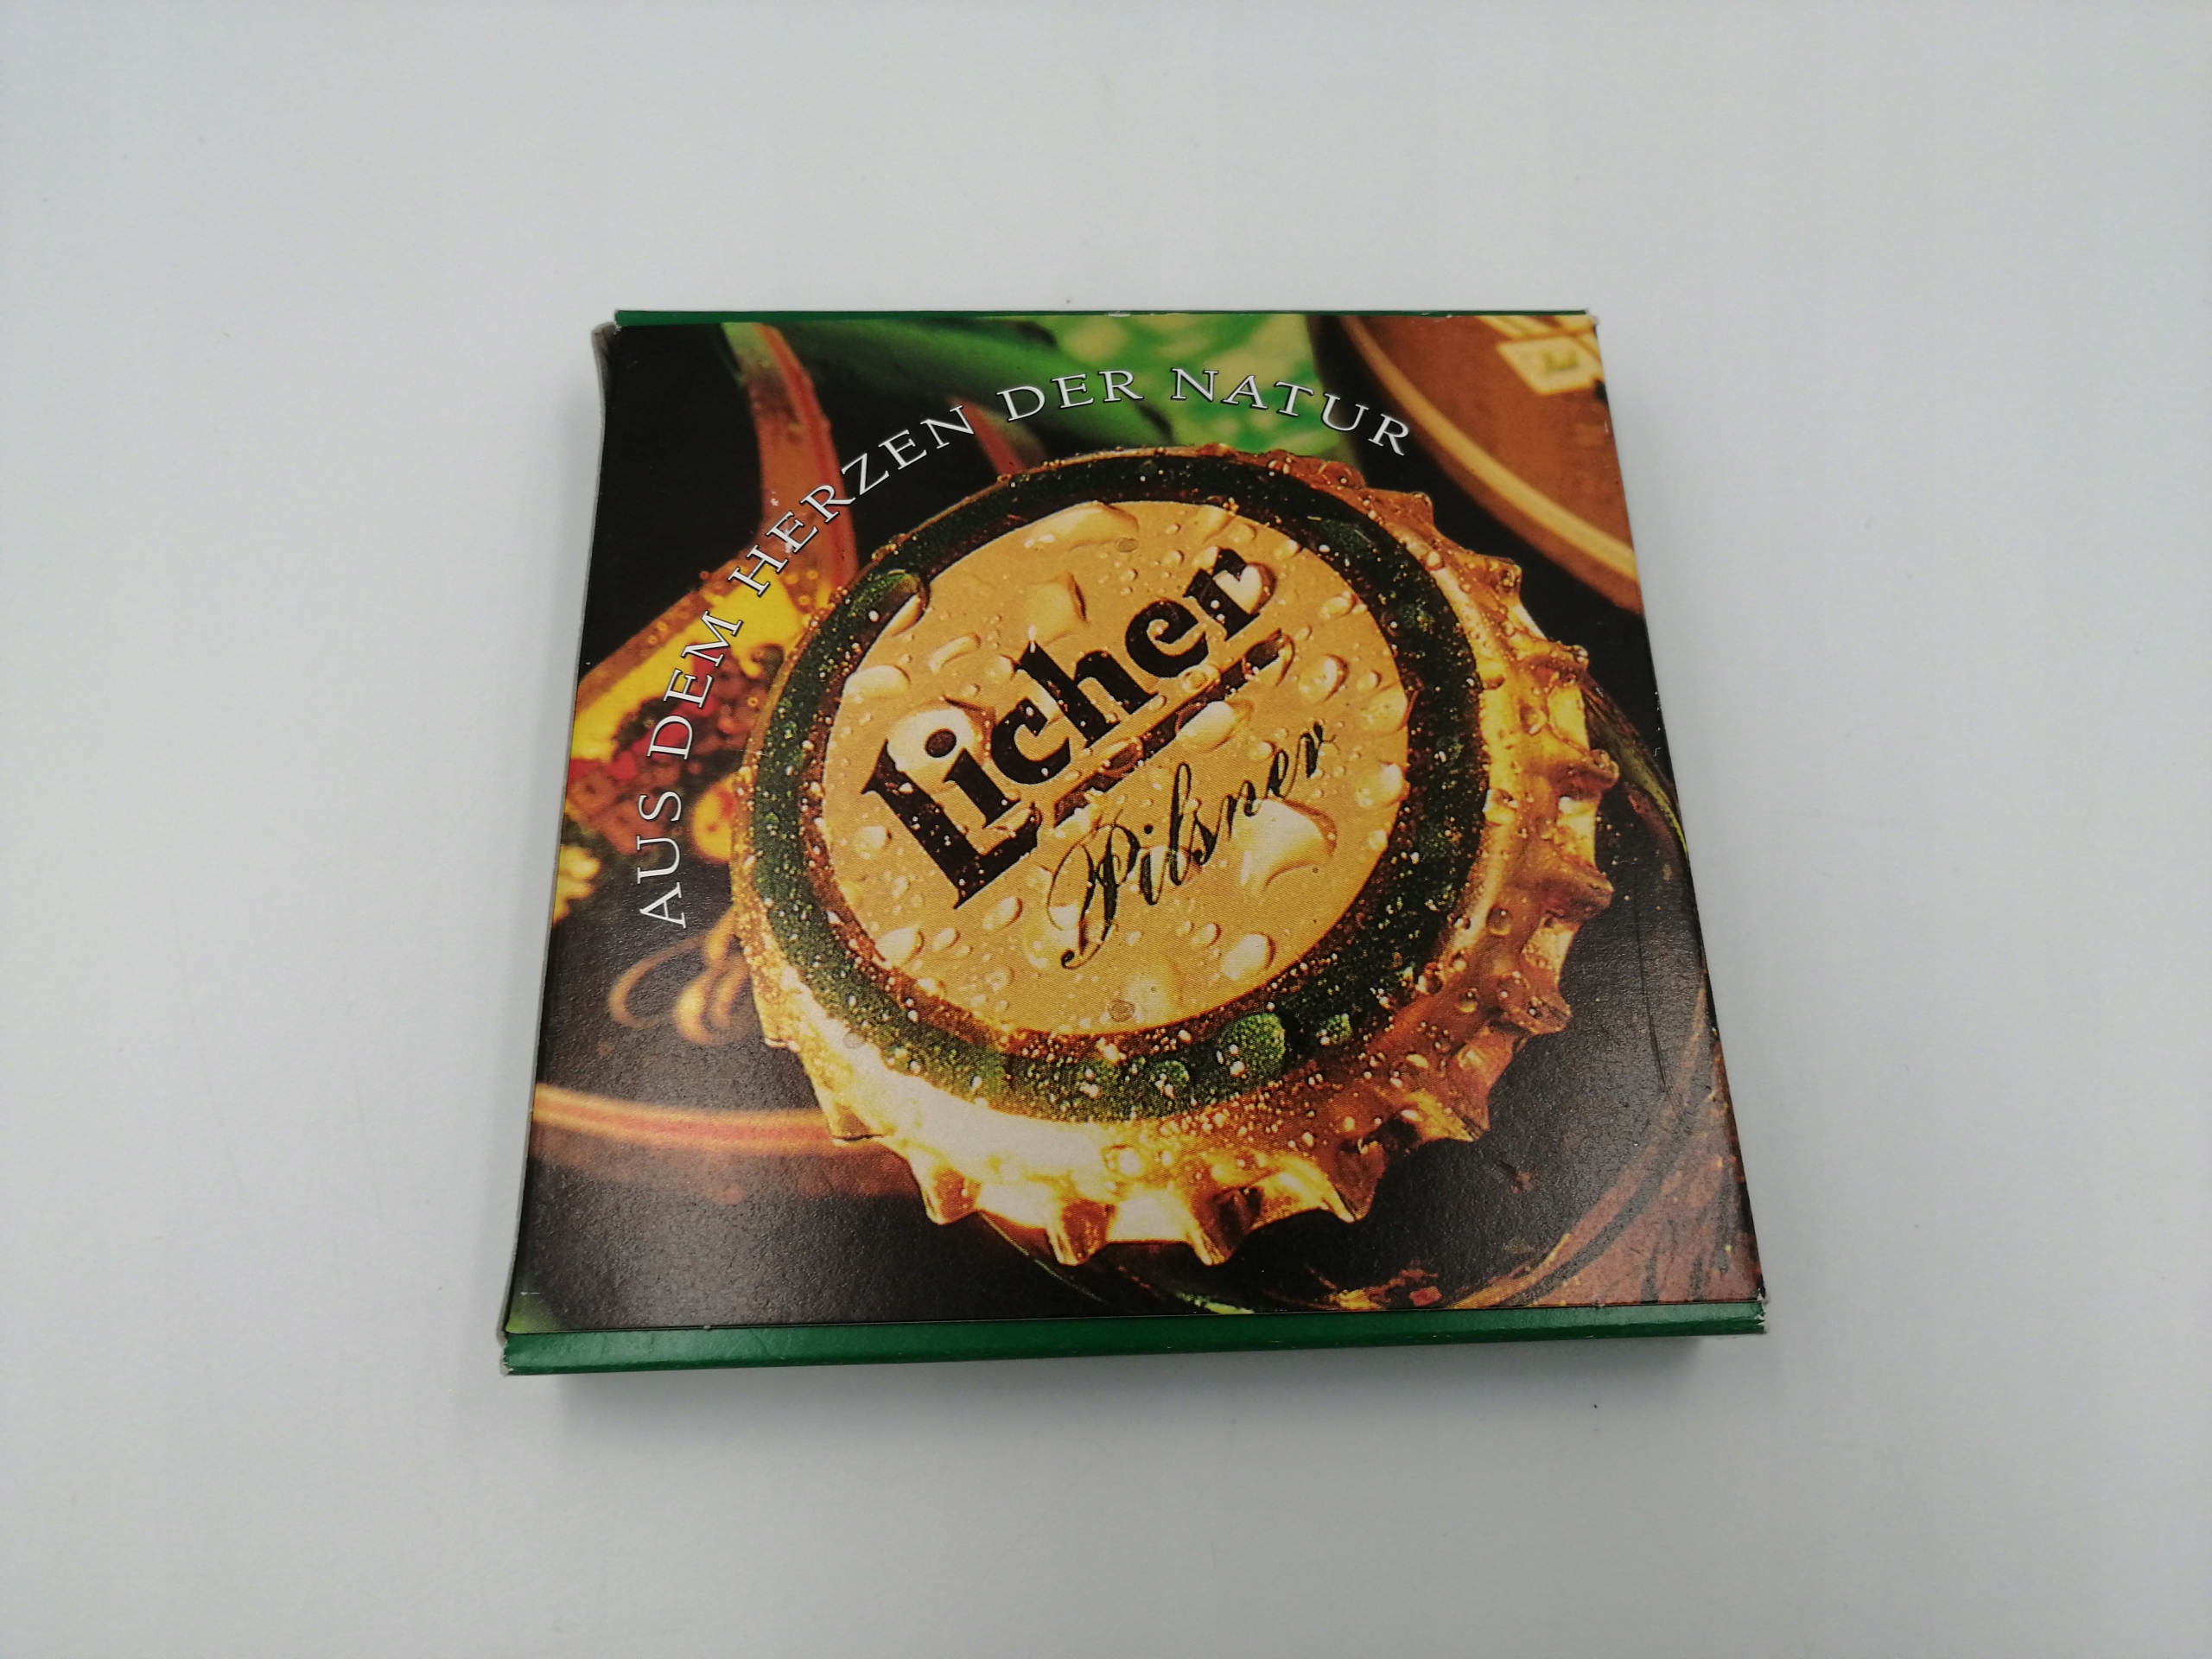 AUS DEM HERZEN DER NATUR
Licher
Pilsner